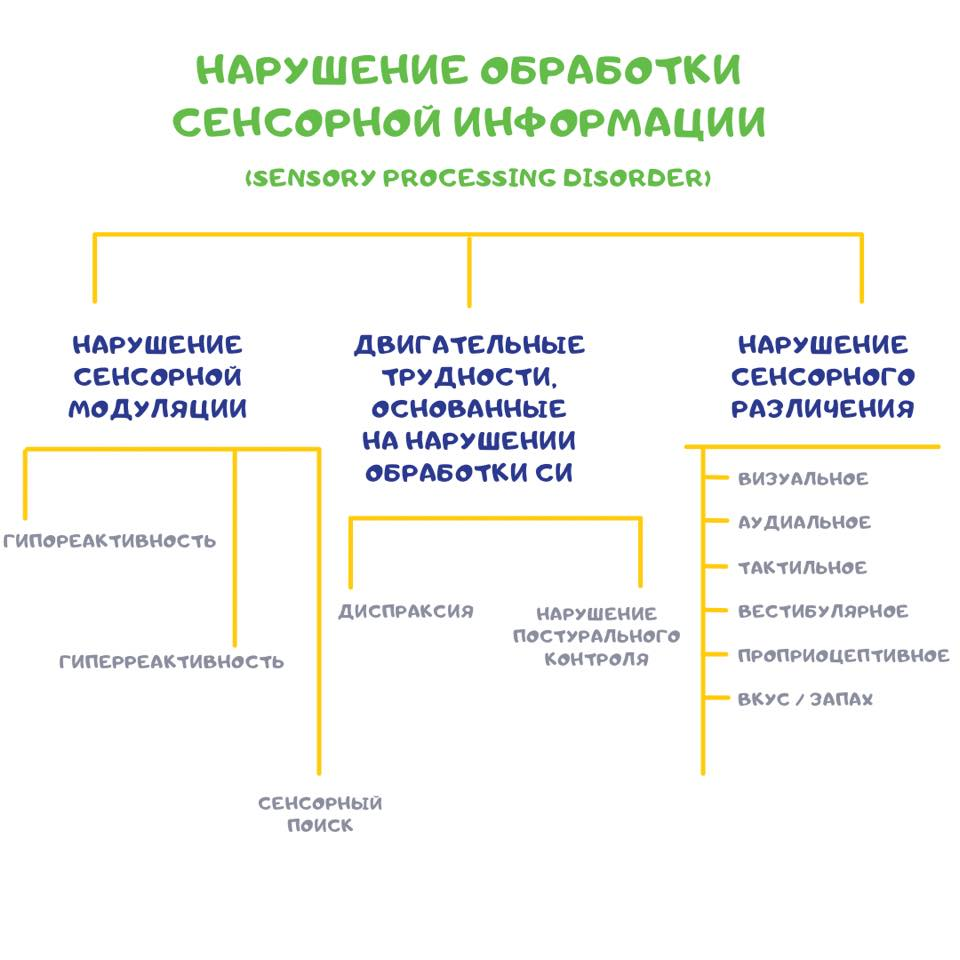 НАРУШЕНИЕ ОБРАБОТКИ
СЕНСОРНОЙ ИНФОРМАЦИИ
(SENSORY PROCESSING DISORDER)
НАРУШЕНИЕ
СЕНСОРНОЙ
МОДУЛЯЦИИ
ГИПОРЕАКТИВНОСТЬ
ГИПЕРРЕАКТИВНОСТЬ
СЕНСОРНЫЙ
ПОИСК
ДВИГАТЕЛЬНЫЕ
ТРУДНОСТИ,
ОСНОВАННЫЕ
НА НАРУШЕНИИ
ОБРАБОТКИ СИ
ДИСПРАКСИЯ
НАРУШЕНИЕ
ПОСТУРАЛЬНОГО
КОНТРОЛЯ
НАРУШЕНИЕ
СЕНСОРНОГО
РАЗЛИЧЕНИЯ
ВИЗУАЛЬНОЕ
АУДИАЛЬНОЕ
ТАКТИЛЬНОЕ
ВЕСТИБУЛЯРНОЕ
ПРОПРИОЦЕПТИВНОЕ
ВКУС / ЗАПАХ